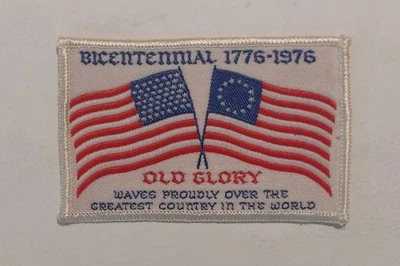 BICENTENNIAL 1776-1976
OLD GLORY
WAVES PROUDLY OVER THE
GREATEST COUNTRY IN THE WORLD